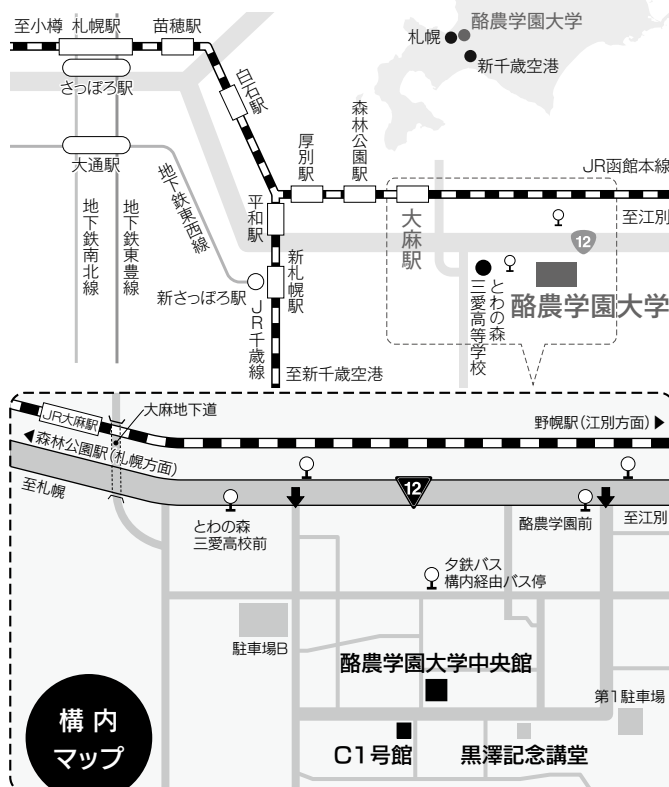 至小樽
札幌駅
苗穂駅
さっぽろ駅
白石駅
大通駅
地下鉄東西線
地下鉄南北線
地下鉄東豊線
新さっぽろ駅
平和駅
新札幌駅
JR千歳線
至新千歳空港
厚別駅
森林公園駅
大麻駅
札幌
酪農学園大学
新千歳空港
JR函館本線
至江別
12
とわの森
三愛高等学校
酪農学園大学
JR大麻駅
大麻地下道
野幌駅(江別方面)▶
◀森林公園駅(札幌方面)
至札幌
12
とわの森
三愛高校前
酪農学園前
至江別
夕鉄バス
構内経由バス停
駐車場B
酪農学園大学中央館
第1駐車場
C1号館
黒澤記念講堂
構内
マップ